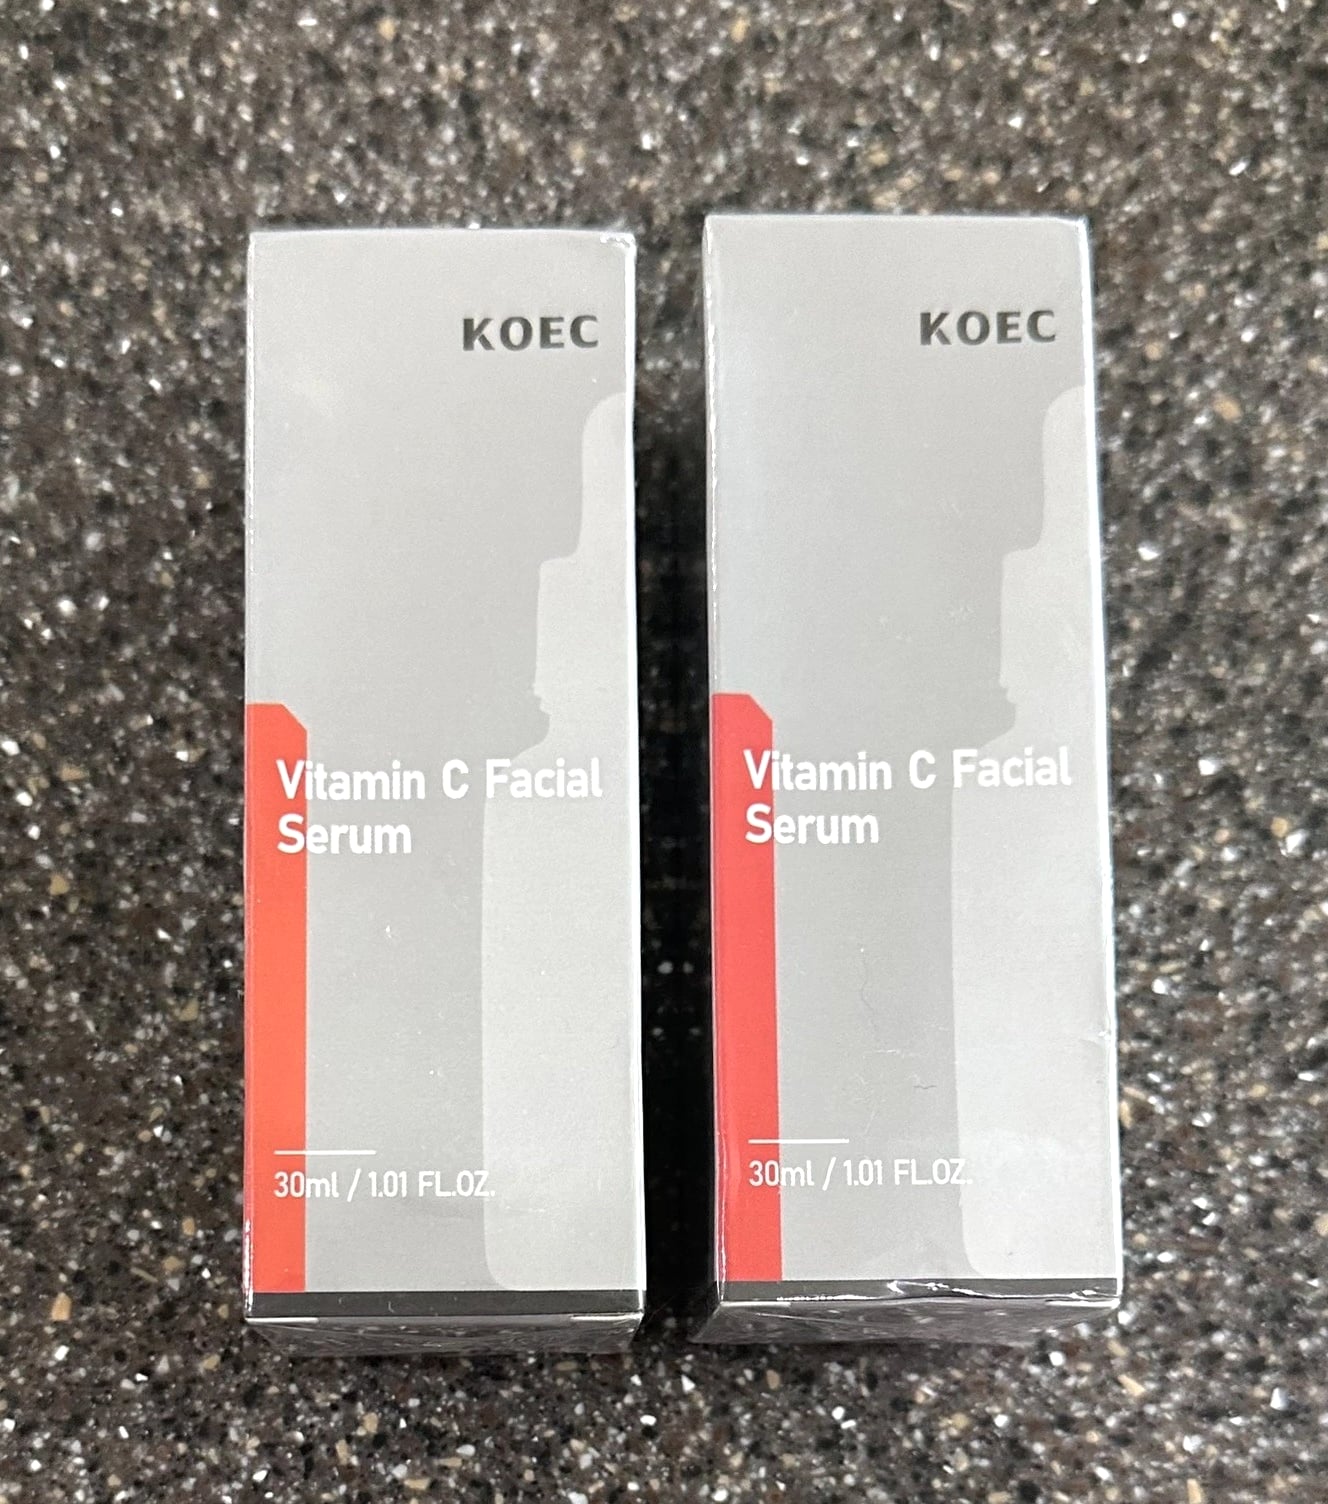 KOEC
Vitamin C Facial
Serum
30ml / 1.01 FL.OZ.
KOEC
Vitamin C Facial
Serum
30ml / 1.01 FL.OZ.